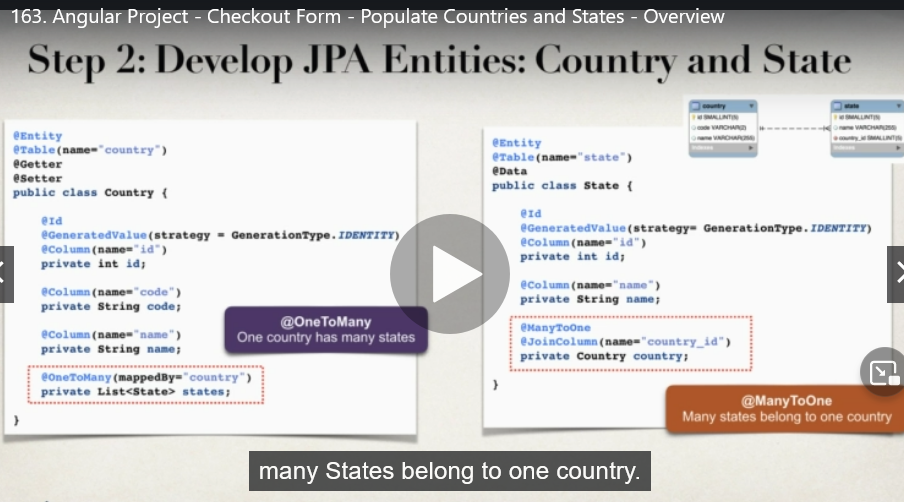 163. Angular Project - Checkout Form - Populate Countries and States - Overview
Step 2: Develop JPA Entities: Country and State
@Entity
@Table(name="country")
@Getter
@Setter
public class Country {
@Id
@GeneratedValue(strategy = GenerationType.IDENTITY)
@Column(name="id")
private int id;
@Column(name="code")
private String code;
@Column(name="name")
private String name;
@OneToMany(mappedBy="country")
private List<State> states;
}
@OneToMany
One country has many states
country
id SMALLINT(5)
code VARCHAR(2)
name VARCHAR(255)
Indexes
state
id SMALLINT(5)
name VARCHAR(255)
country_id SMALLINT(5)
Indexes
@Entity
@Table(name="state")
@Data
public class State {
@Id
@GeneratedValue(strategy= GenerationType.IDENTITY)
@Column(name="id")
private int id;
@Column(name="name")
private String name;
@ManyToOne
@JoinColumn(name="country_id")
private Country country;
}
@ManyToOne
Many states belong to one country
many States belong to one country.